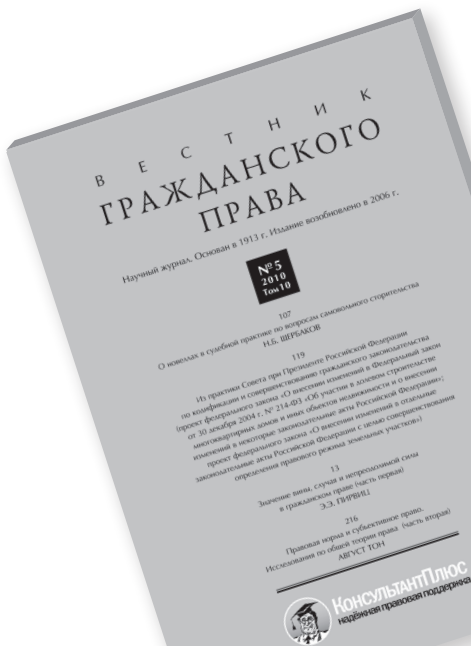 ВЕСТНИК
ГРАЖДАНСКОГО
ПРАВА
Научный журнал. Основан в 1913 г. Издание возобновлено в 2006 г.
№ 5
2010
Том 10
107
О новеллах в судебной практике по вопросам самовольного сторительства
Н.Б. ЩЕРБАКОВ
119
Из практики Совета при Президенте Российской Федерации
по кодификации и совершенствованию гражданского законодательства
(проект федерального закона «О внесении изменений в Федеральный закон
от 30 декабря 2004 г. № 214-ФЗ «Об участии в долевом строительстве
многоквартирных домов и иных объектов недвижимости и о внесении
изменений в некоторые законодательные акты Российской Федерации»;
проект федерального закона «О внесении изменений в отдельные
законодательные акты Российской Федерации с целью совершенствования
определения правового режима земельных участков»)
13
Значение вины, случая и непреодолимой силы
в гражданском праве (часть первая)
Э.Э. ПИРВИЦ
216
Правовая норма и субъективное право.
Исследования по общей теории права (часть вторая)
АВГУСТ ТОН
КонсультантПлюс
надёжная правовая поддержка